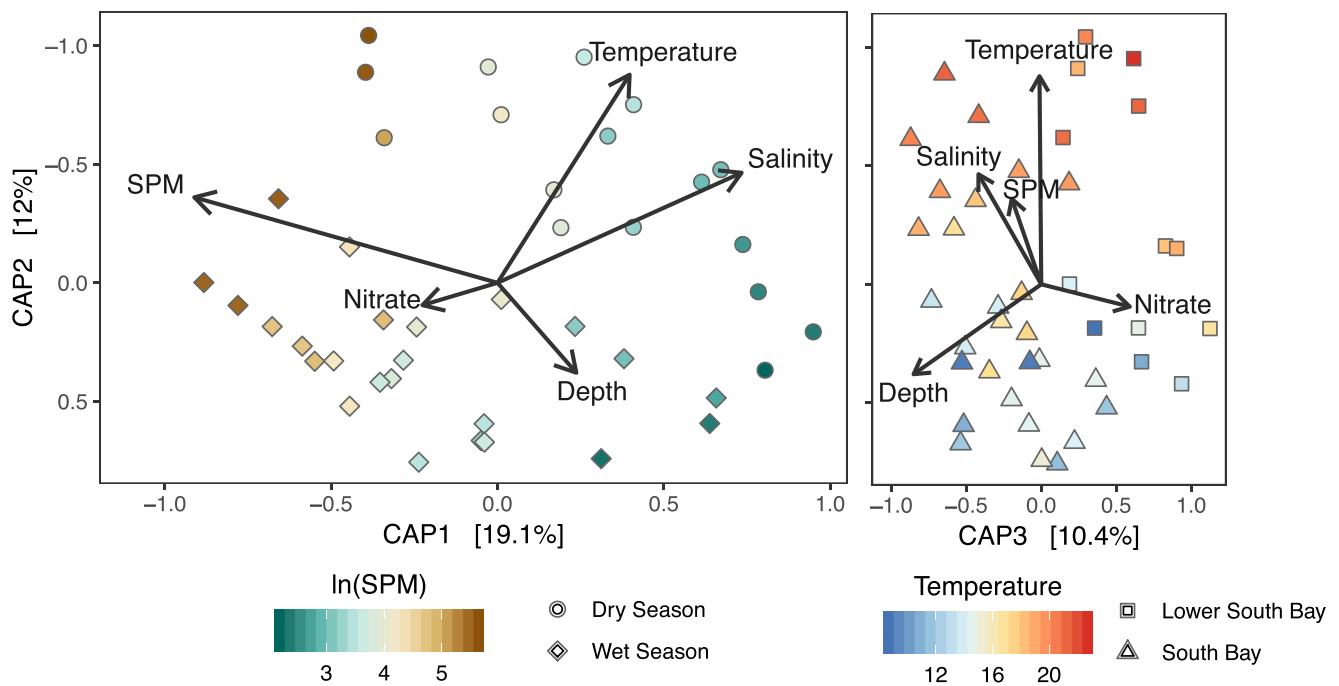 Temperature
Salinity
SPM
Nitrate
Depth
−1.0
−0.5
0.0
0.5
CAP2 [12%]
−1.0 −0.5 0.0 0.5 1.0
CAP1 [19.1%]
Temperature
Salinity
SPM
Nitrate
Depth
−1.0 −0.5 0.0 0.5 1.0
CAP3 [10.4%]
ln(SPM)
3 4 5
Dry Season
Wet Season
Temperature
12 16 20
Lower South Bay
South Bay